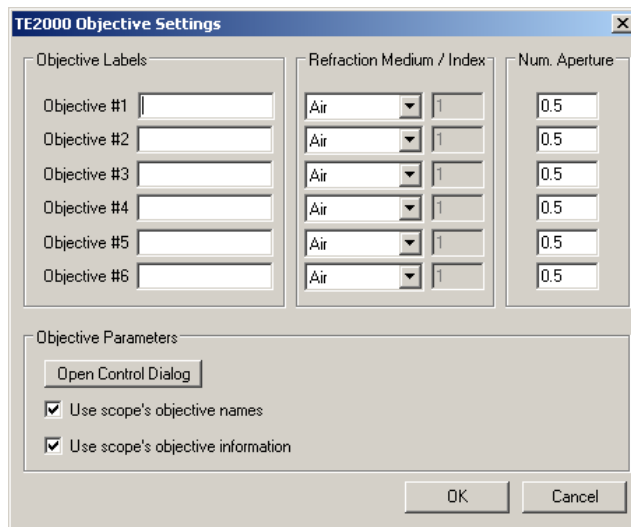 TE2000 Objective Settings
Objective Labels Refraction Medium / Index Num. Aperture
Objective #1 Air 1 0.5
Objective #2 Air 1 0.5
Objective #3 Air 1 0.5
Objective #4 Air 1 0.5
Objective #5 Air 1 0.5
Objective #6 Air 1 0.5
Objective Parameters
Open Control Dialog
Use scope's objective names
Use scope's objective information
OK Cancel